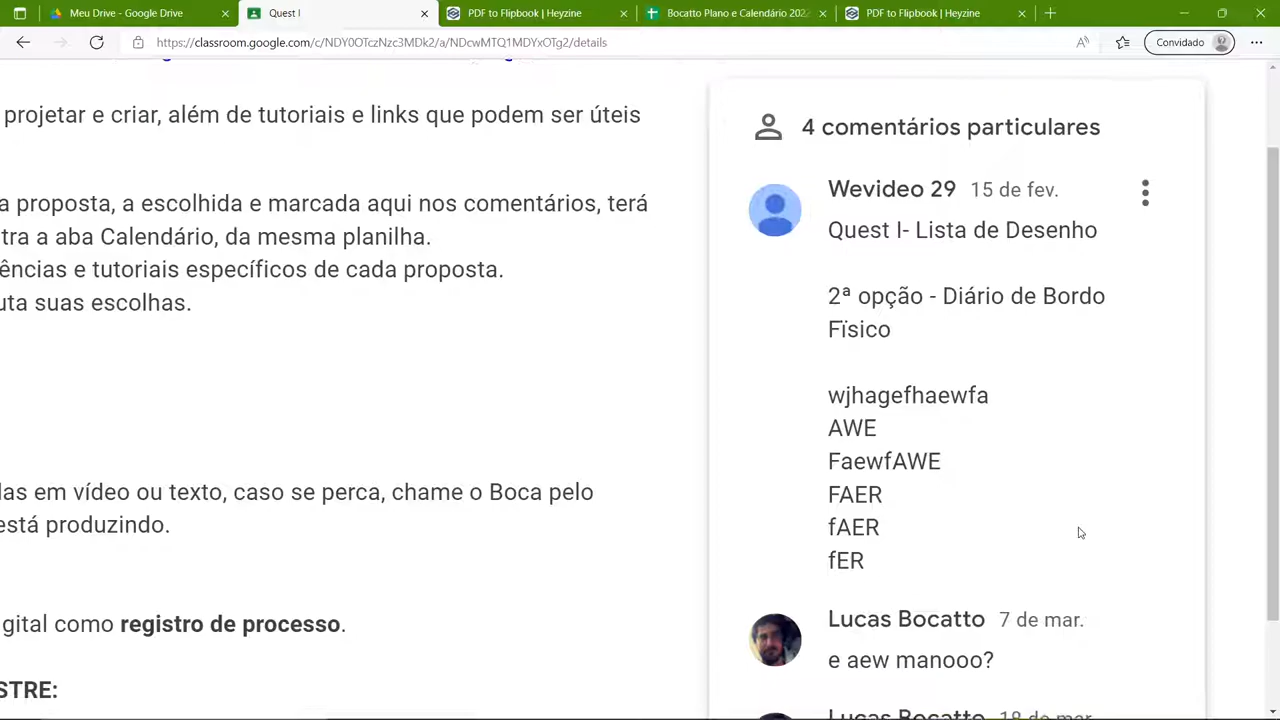 Meu Drive - Google Drive
Quest I
PDF to Flipbook | Heyzine
Bocatto Plano e Calendário 202
PDF to Flipbook | Heyzine
https://classroom.google.com/c/NDY0OTczNzc3MDk2/a/NDcwMTQ1MDYxOTg2/details
Convidado
projetar e criar, além de tutoriais e links que podem ser úteis
a proposta, a escolhida e marcada aqui nos comentários, terá
tra a aba Calendário, da mesma planilha.
ências e tutoriais específicos de cada proposta.
uta suas escolhas.
las em vídeo ou texto, caso se perca, chame o Boca pelo
está produzindo.
gital como registro de processo.
STRE:
4 comentários particulares
Wevideo 29 15 de fev.
Quest I- Lista de Desenho
2ª opção - Diário de Bordo
Fïsico
wjhagefhaewfa
AWE
FaewfAWE
FAER
fAER
fER
Lucas Bocatto 7 de mar.
e aew manooo?
Lucas Bocatto 18 de mar.